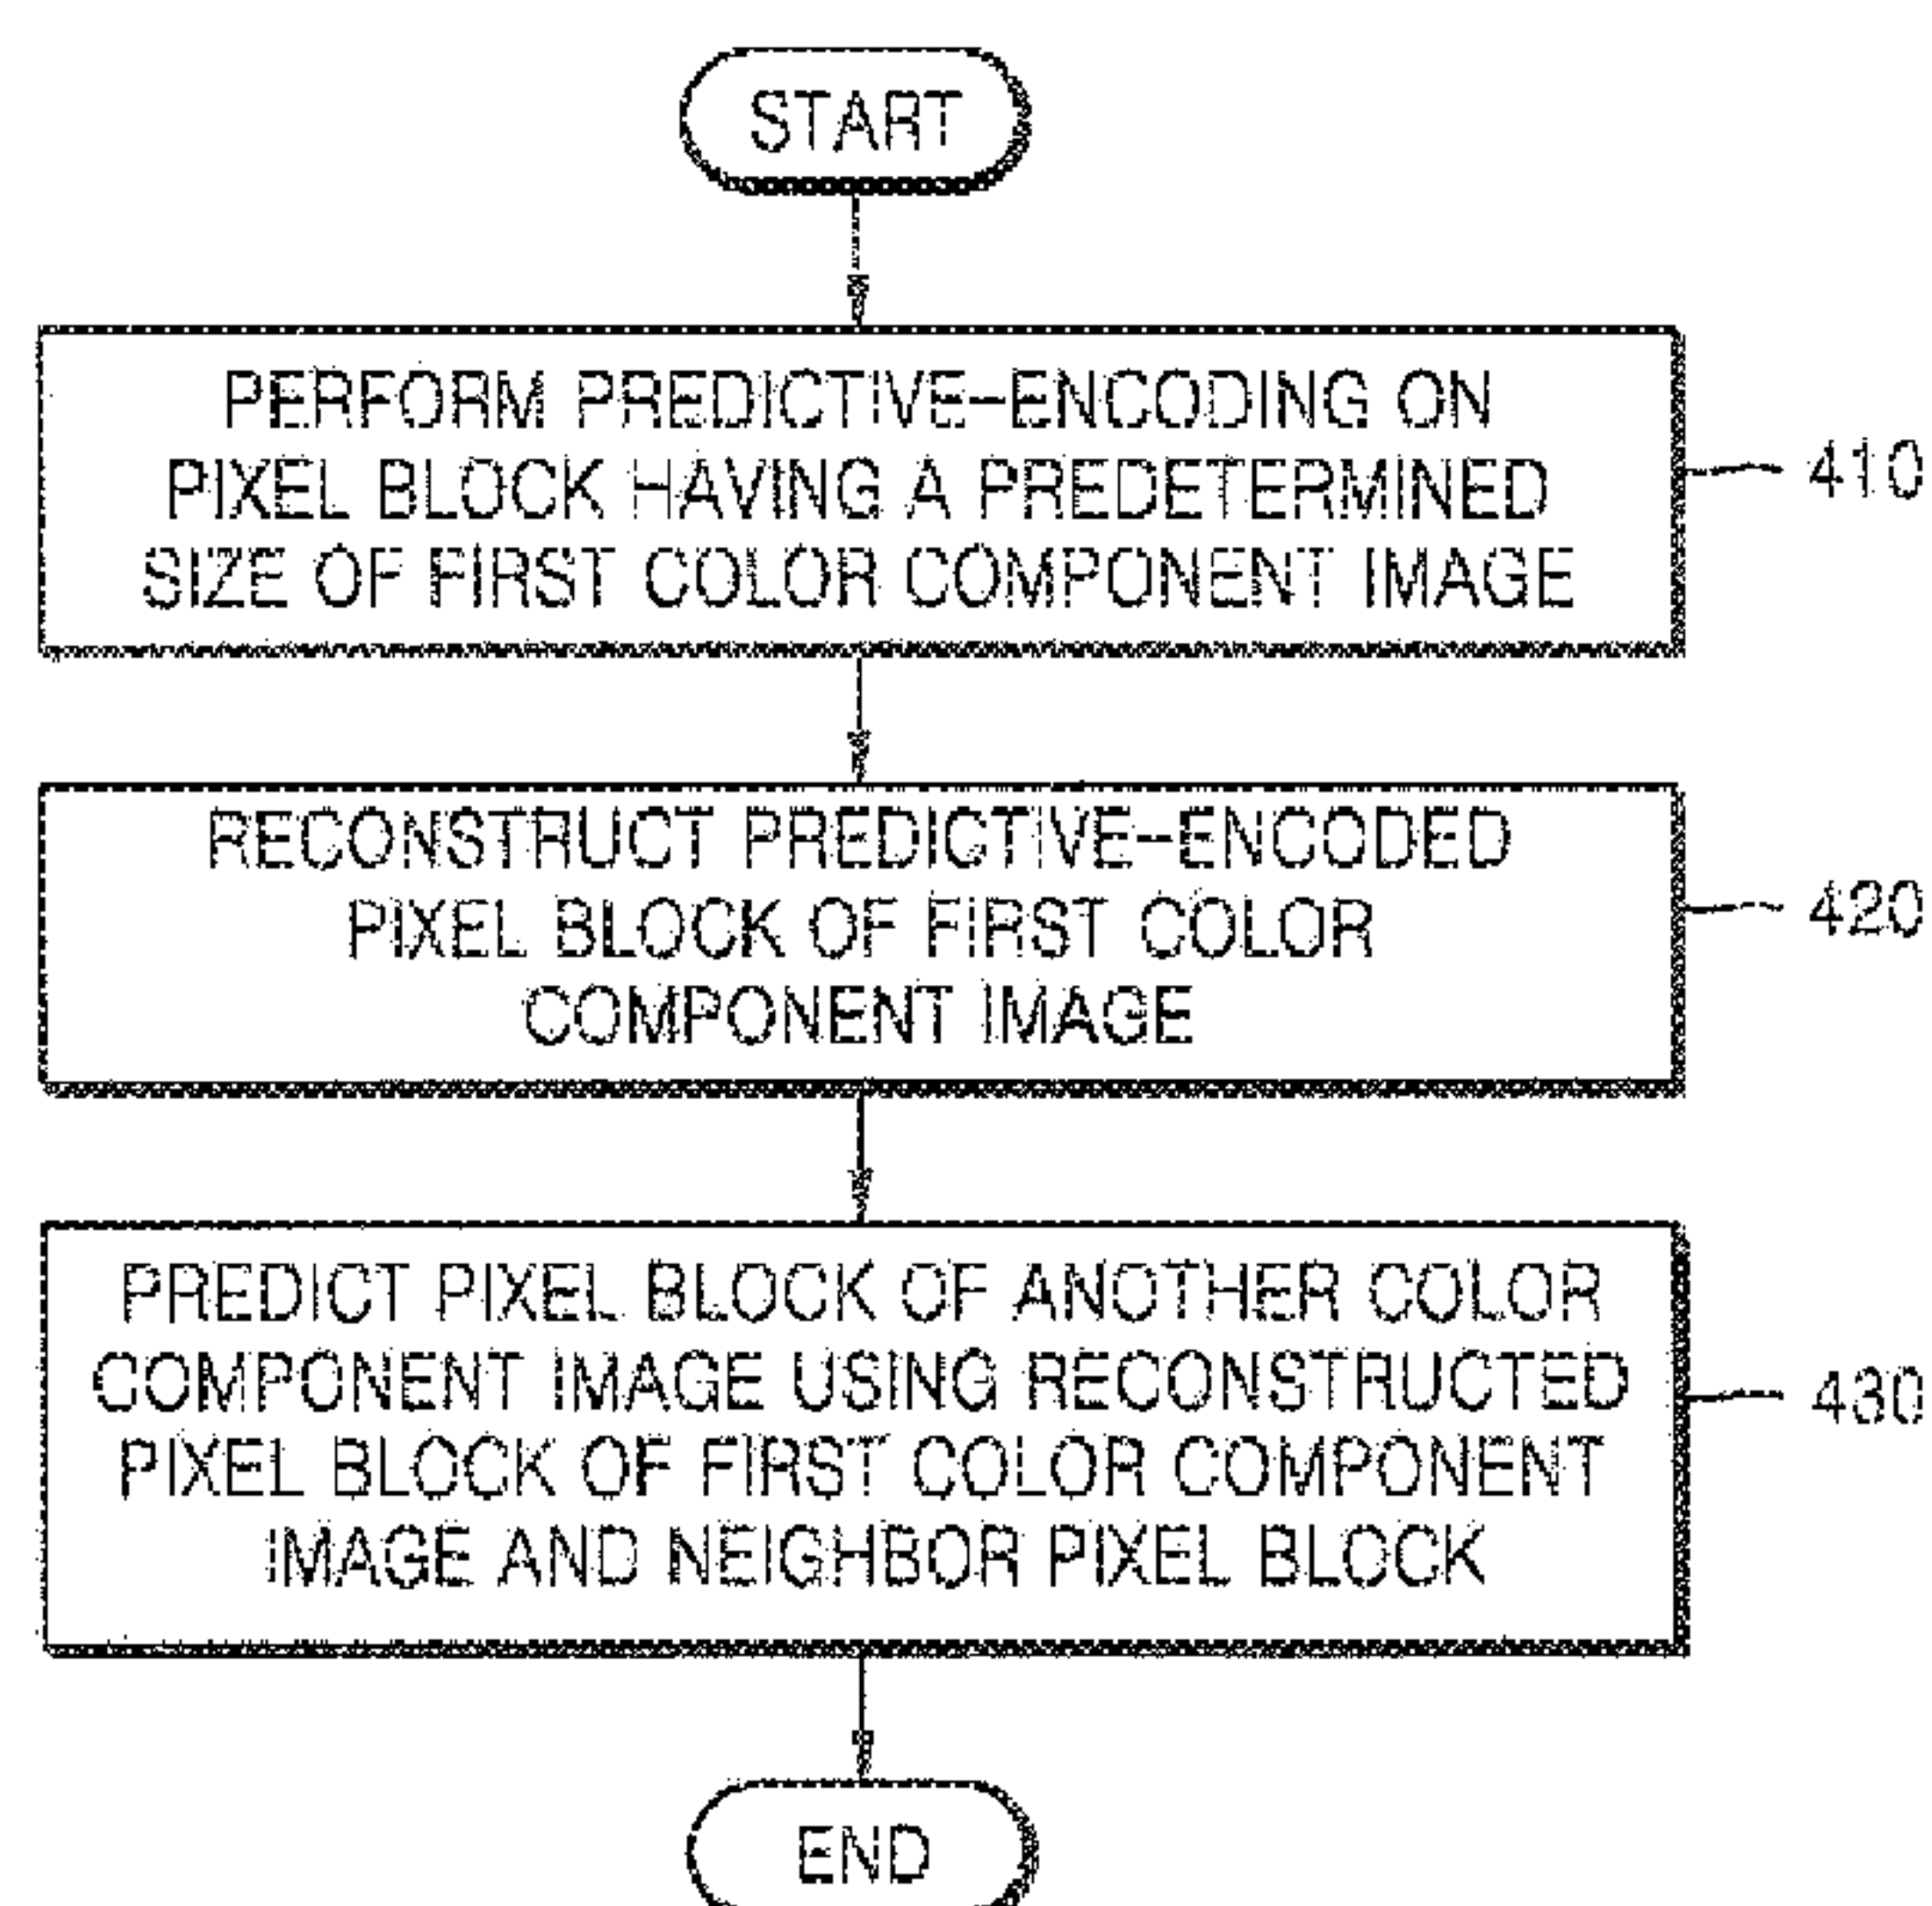 START
PERFORM PREDICTIVE-ENCODING ON
PIXEL BLOCK HAVING A PREDETERMINED
SIZE OF FIRST COLOR COMPONENT IMAGE
410
RECONSTRUCT PREDICTIVE-ENCODED
PIXEL BLOCK OF FIRST COLOR
COMPONENT IMAGE
420
PREDICT PIXEL BLOCK OF ANOTHER COLOR
COMPONENT IMAGE USING RECONSTRUCTED
PIXEL BLOCK OF FIRST COLOR COMPONENT
IMAGE AND NEIGHBOR PIXEL BLOCK
430
END